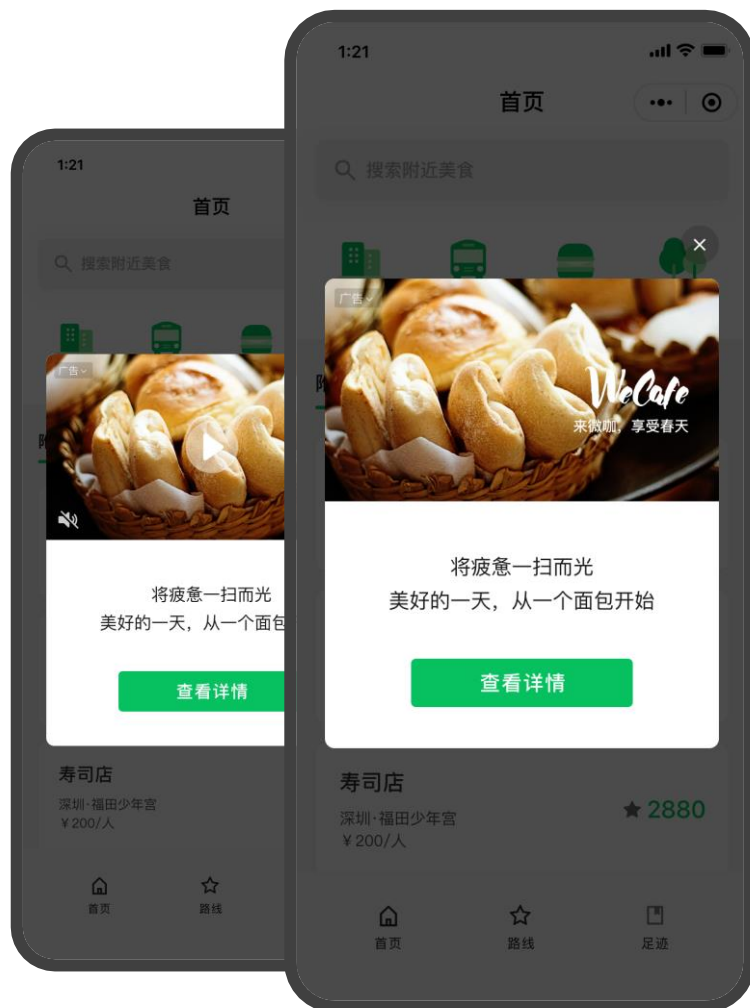 1:21
首页
搜索附近美食
广告
将疲惫一扫而光
美好的一天，从一个面包
查看详情
寿司店
深圳·福田少年宫
￥200/人
首页
路线
1:21
首页
搜索附近美食
广告
WeCafe
来微咖，享受春天
将疲惫一扫而光
美好的一天，从一个面包开始
查看详情
寿司店
深圳·福田少年宫
￥200/人
2880
首页
路线
足迹